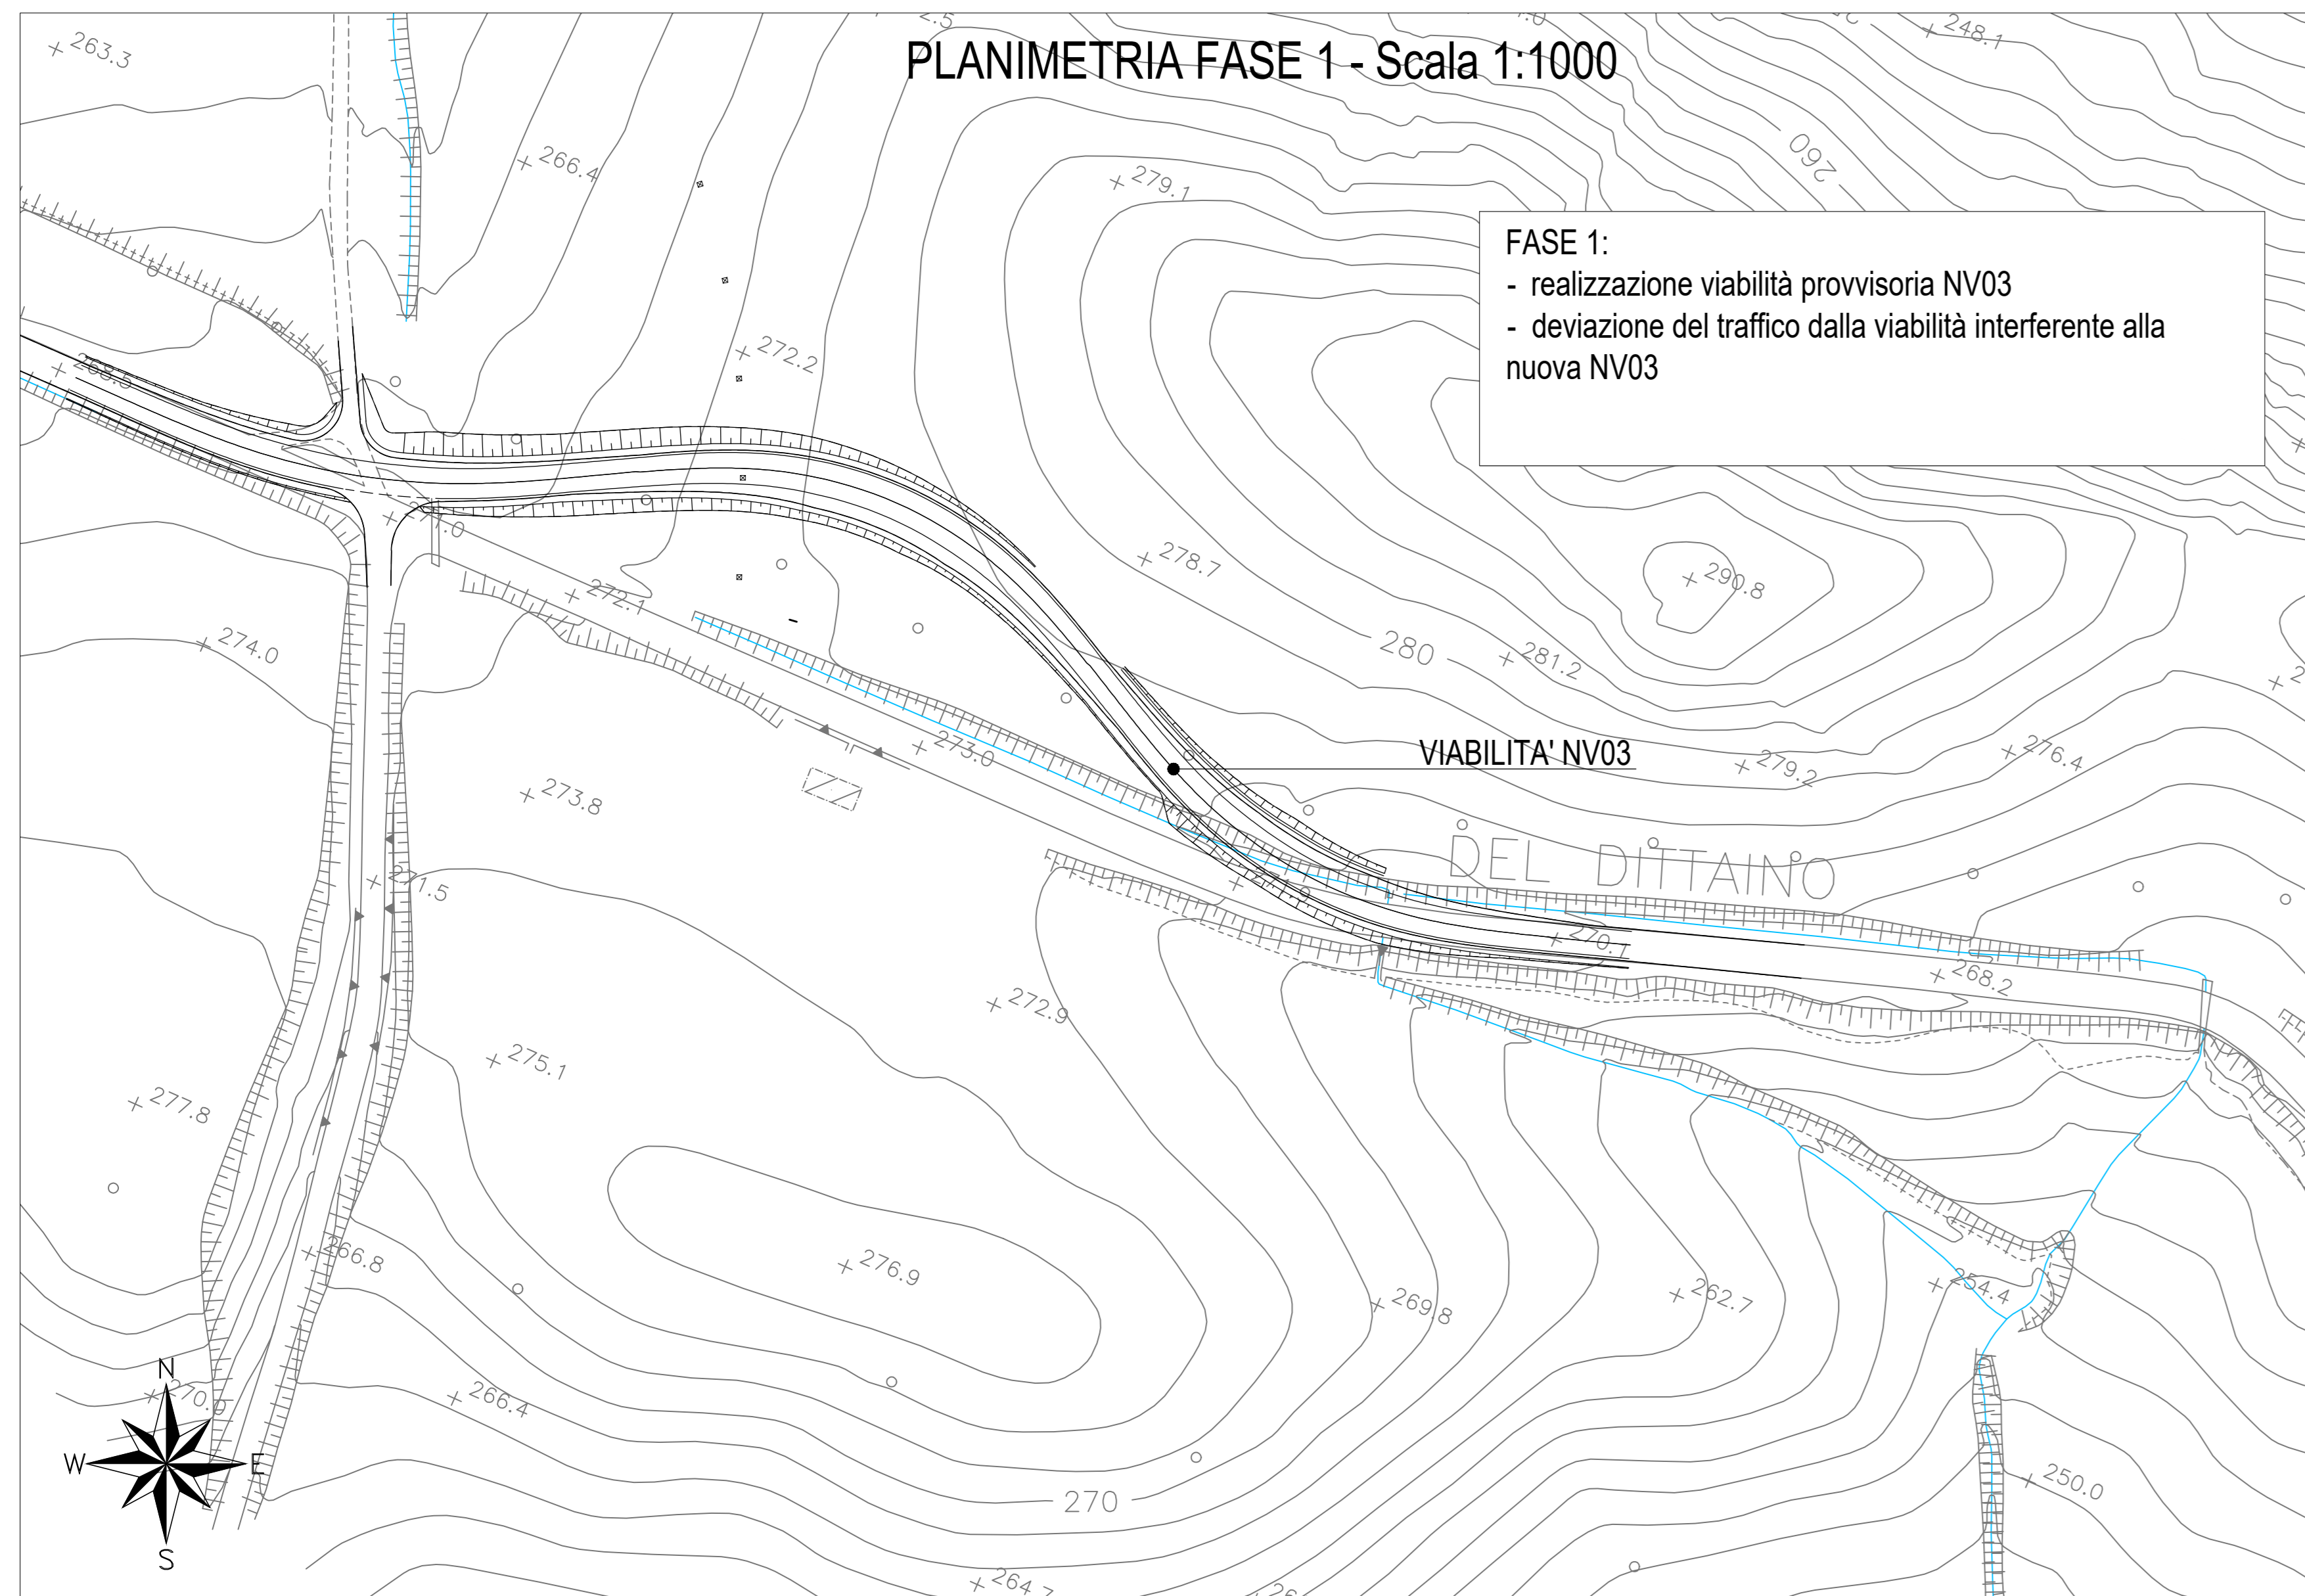 PLANIMETRIA FASE 1 - Scala 1:1000
248.1
263.3
266.4
279.1
260
FASE 1:
- realizzazione viabilità provvisoria NV03
- deviazione del traffico dalla viabilità interferente alla
nuova NV03
272.2
278.7
290.8
272.1
274.0
280
281.2
273.0
VIABILITA' NV03
279.2
276.4
273.8
DEL DITTAINO
268.2
272.9
275.1
277.8
266.8
276.9
269.8
262.7
254.4
N
W
E
S
266.4
270
250.0
264.7